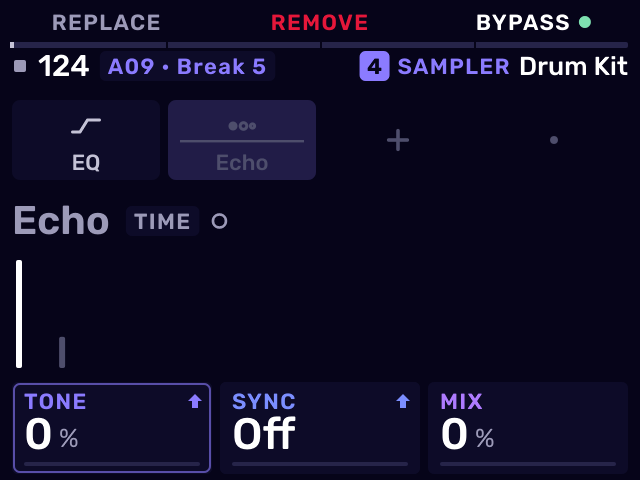 REPLACE REMOVE BYPASS
124 A09 • Break 5 4 SAMPLER Drum Kit
EQ Echo
Echo TIME
TONE SYNC MIX
0 % Off 0 %